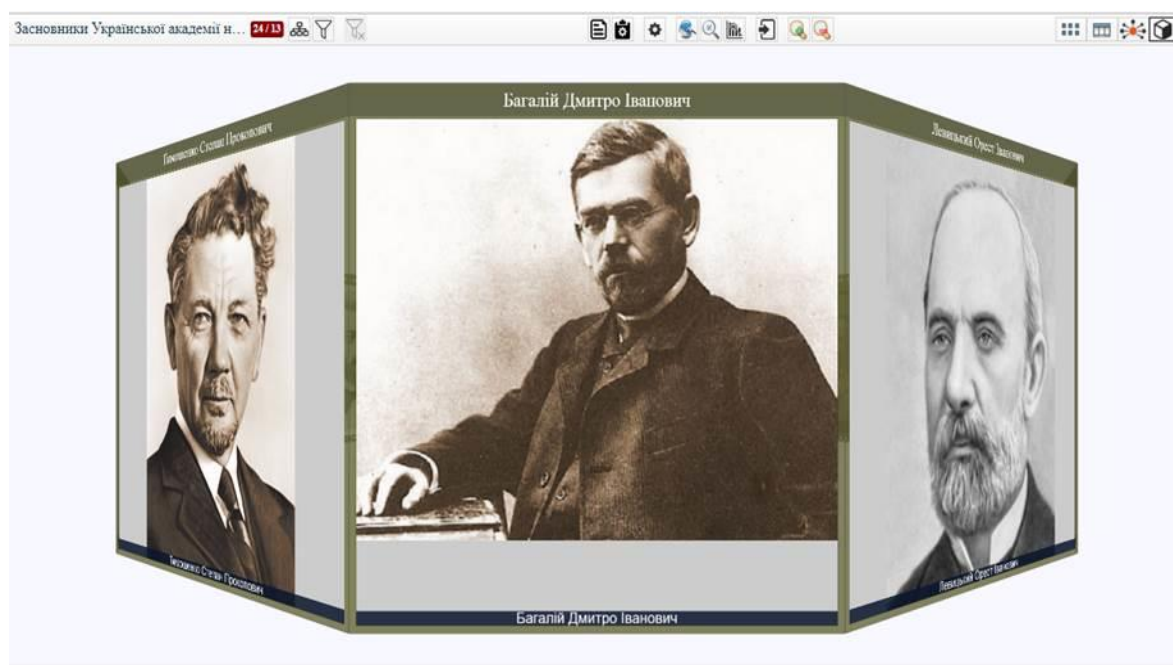 Засновники Української академії н... 24 / 13
Тимошенко Степан Прокопович
Багалій Дмитро Іванович
Левицький Орест Іванович
Тимошенко Степан Прокопович
Багалій Дмитро Іванович
Левицький Орест Іванович